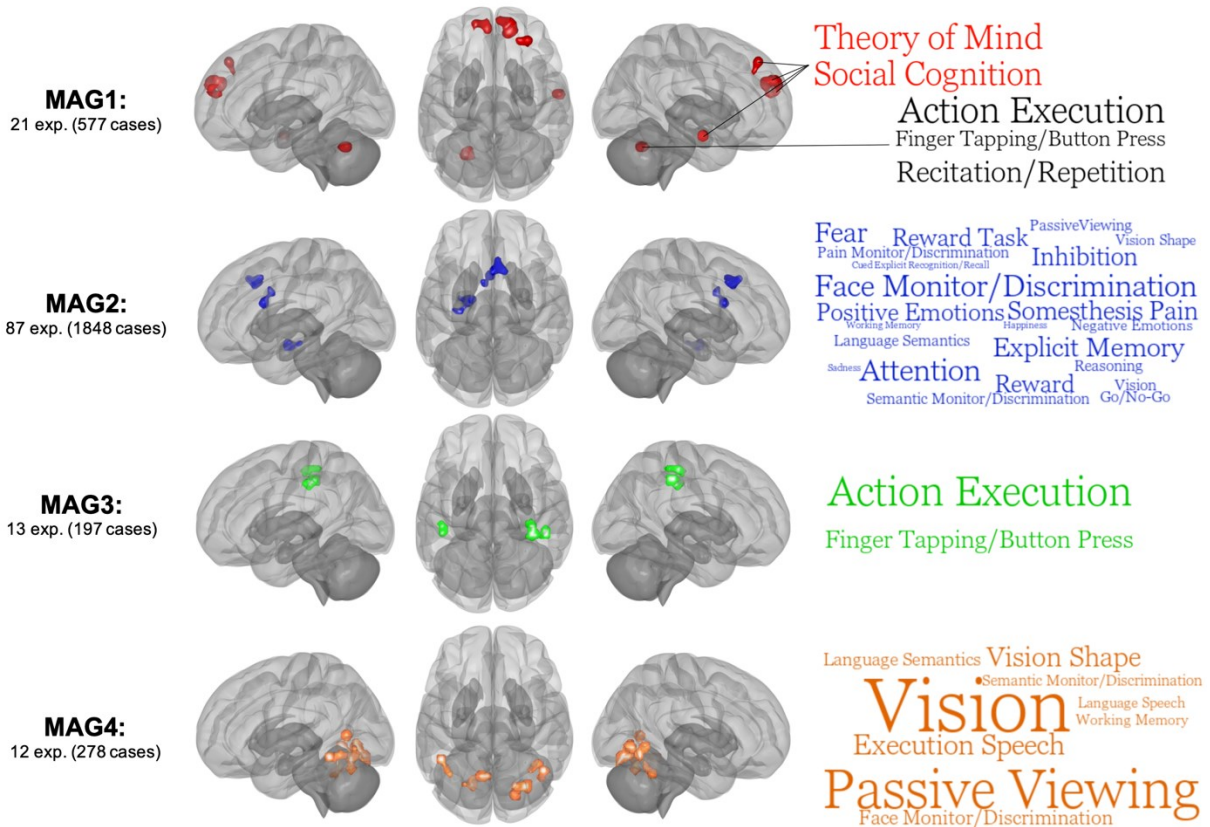 MAG1:
21 exp. (577 cases)
Theory of Mind
Social Cognition
Action Execution
Finger Tapping/Button Press
Recitation/Repetition
MAG2:
87 exp. (1848 cases)
Fear
Reward Task
PassiveViewing
Vision Shape
Pain Monitor/Discrimination
Inhibition
Cued Explicit Recognition/Recall
Face Monitor/Discrimination
Positive Emotions
Somesthesis Pain
Working Memory
Happiness
Negative Emotions
Language Semantics
Explicit Memory
Sadness
Attention
Reasoning
Reward
Vision
Semantic Monitor/Discrimination
Go/No-Go
MAG3:
13 exp. (197 cases)
Action Execution
Finger Tapping/Button Press
MAG4:
12 exp. (278 cases)
Language Semantics
Vision Shape
Semantic Monitor/Discrimination
Vision
Language Speech
Working Memory
Execution Speech
Passive Viewing
Face Monitor/Discrimination